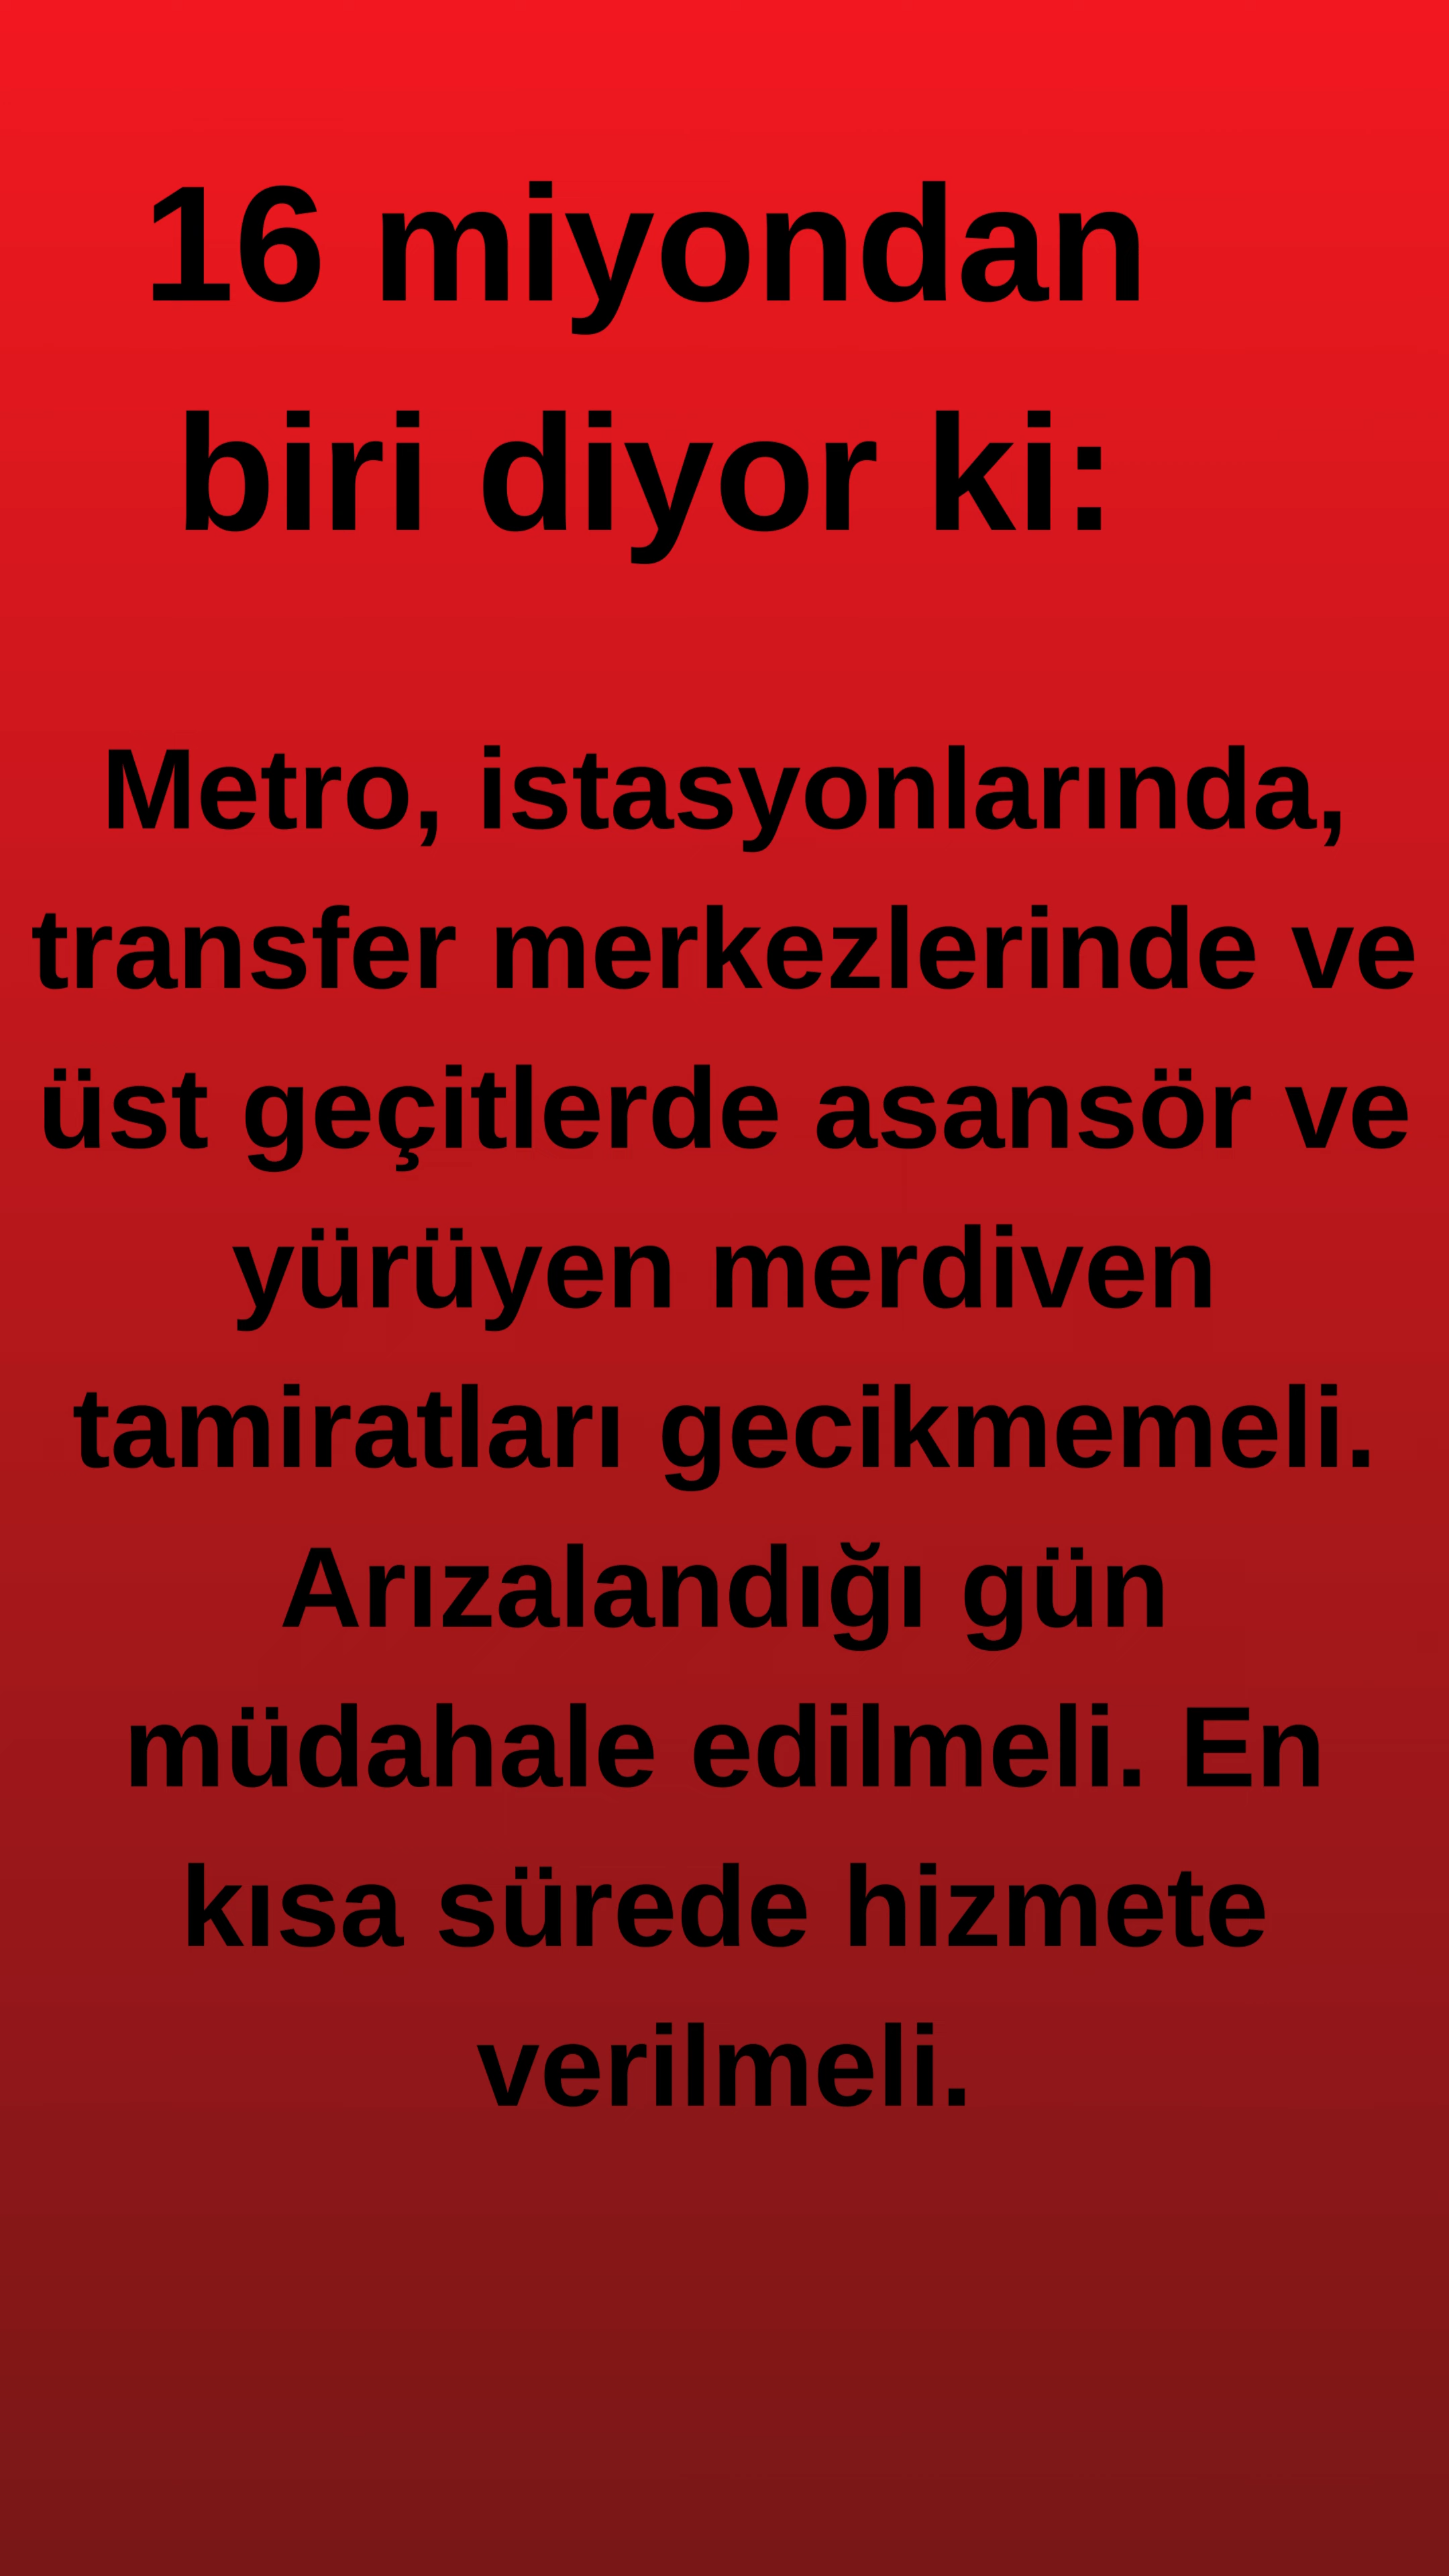 16 miyondan
biri diyor ki:
Metro, istasyonlarında,
transfer merkezlerinde ve
üst geçitlerde asansör ve
yürüyen merdiven
tamiratları gecikmemeli.
Arızalandığı gün
müdahale edilmeli. En
kısa sürede hizmete
verilmeli.